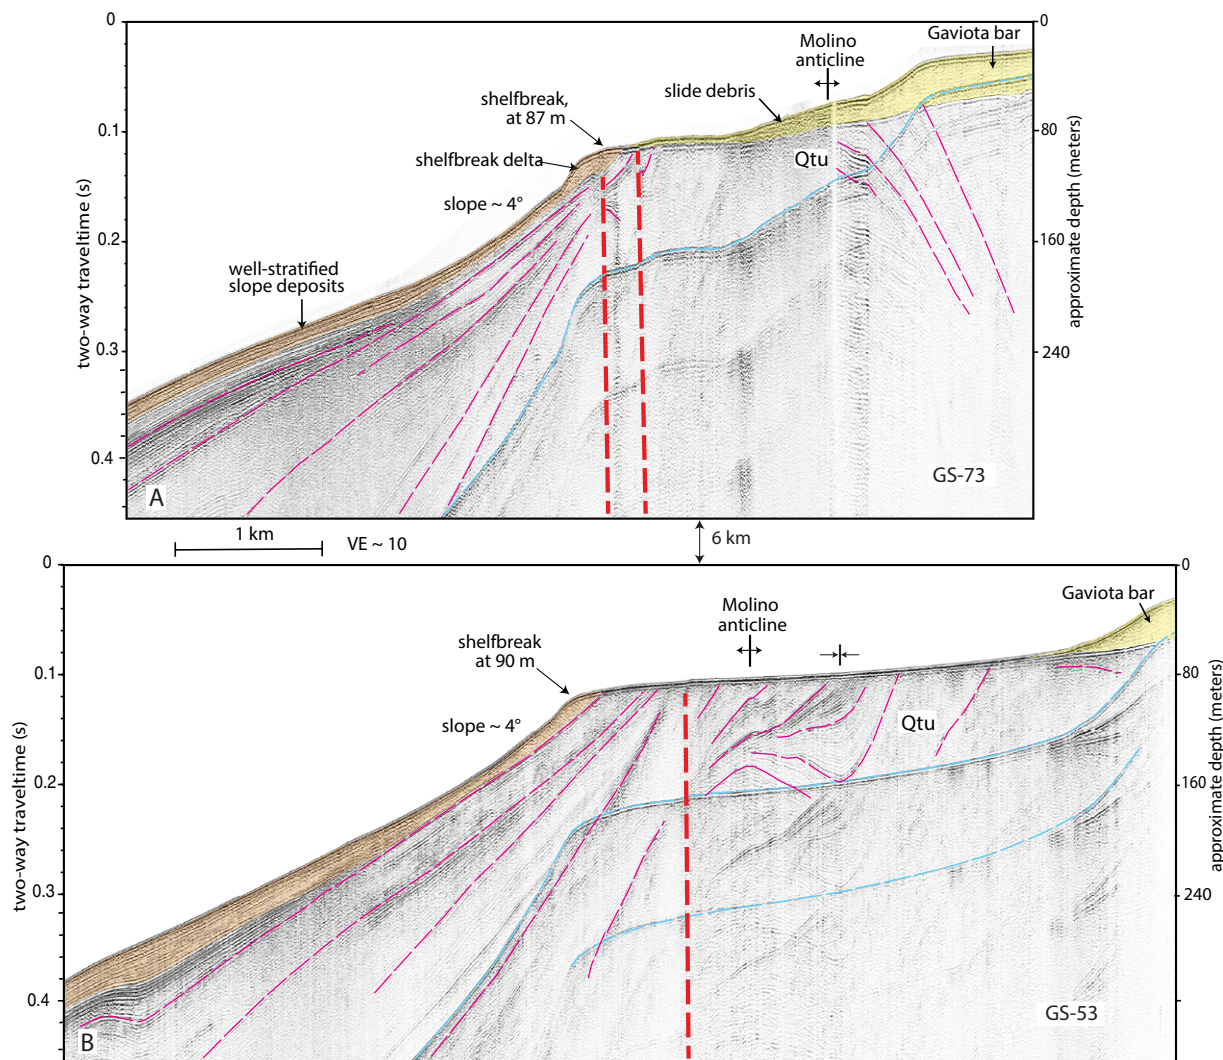 0
0
Gaviota bar
Molino
anticline
slide debris
shelfbreak,
at 87 m
0.1
80
shelfbreak delta
Qtu
slope ~ 4°
two-way traveltime (s)
approximate depth (meters)
0.2
160
well-stratified
slope deposits
0.3
240
0.4
GS-73
A
1 km
VE ~ 10
6 km
0
0
Gaviota bar
Molino
anticline
shelfbreak
at 90 m
0.1
80
slope ~ 4°
Qtu
two-way traveltime (s)
approximate depth (meters)
0.2
160
0.3
240
0.4
GS-53
B